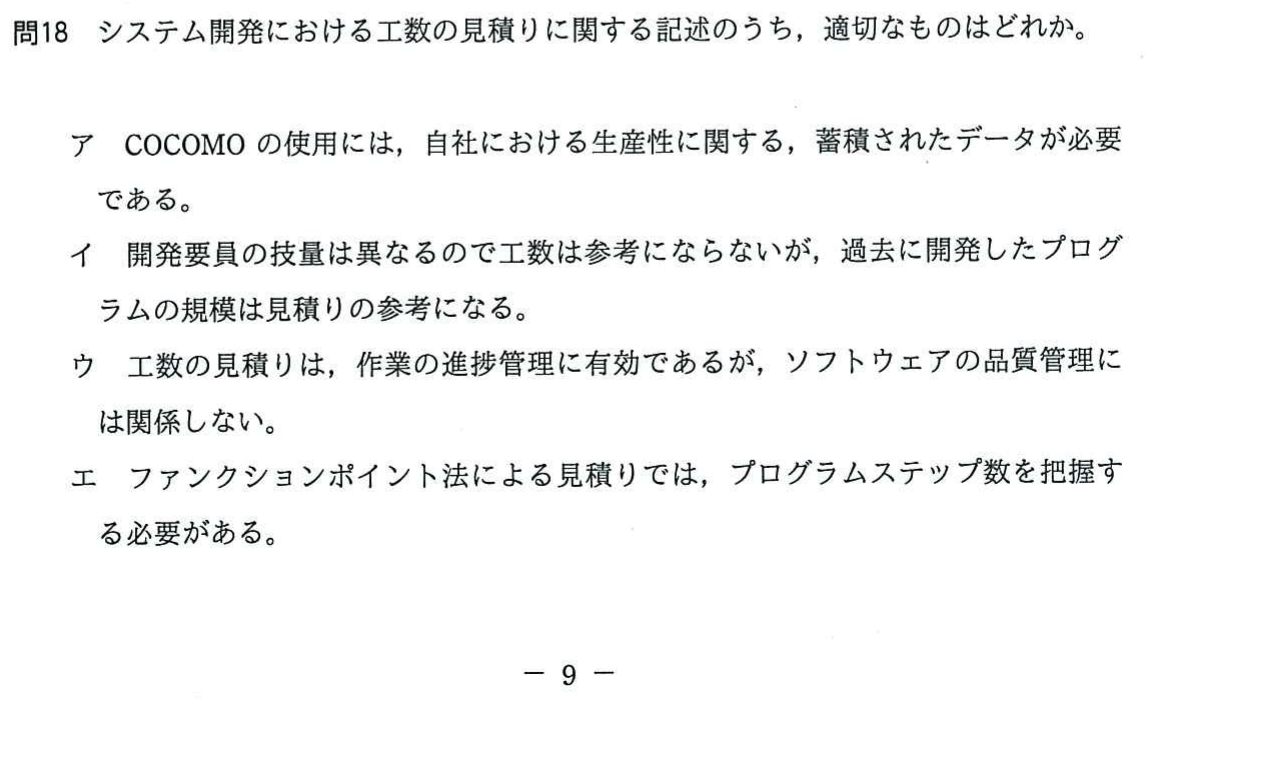 問18 システム開発における工数の見積りに関する記述のうち，適切なものはどれか。
ア COCOMO の使用には，自社における生産性に関する，蓄積されたデータが必要
である。
イ 開発要員の技量は異なるので工数は参考にならないが，過去に開発したプログ
ラムの規模は見積りの参考になる。
ウ 工数の見積りは，作業の進捗管理に有効であるが，ソフトウェアの品質管理に
は関係しない。
エ ファンクションポイント法による見積りでは，プログラムステップ数を把握す
る必要がある。
－ 9 －